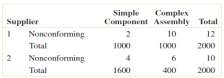 Simple Complex
Supplier Component Assembly Total
1 Nonconforming 2 10 12
Total 1000 1000 2000
2 Nonconforming 4 6 10
Total 1600 400 2000